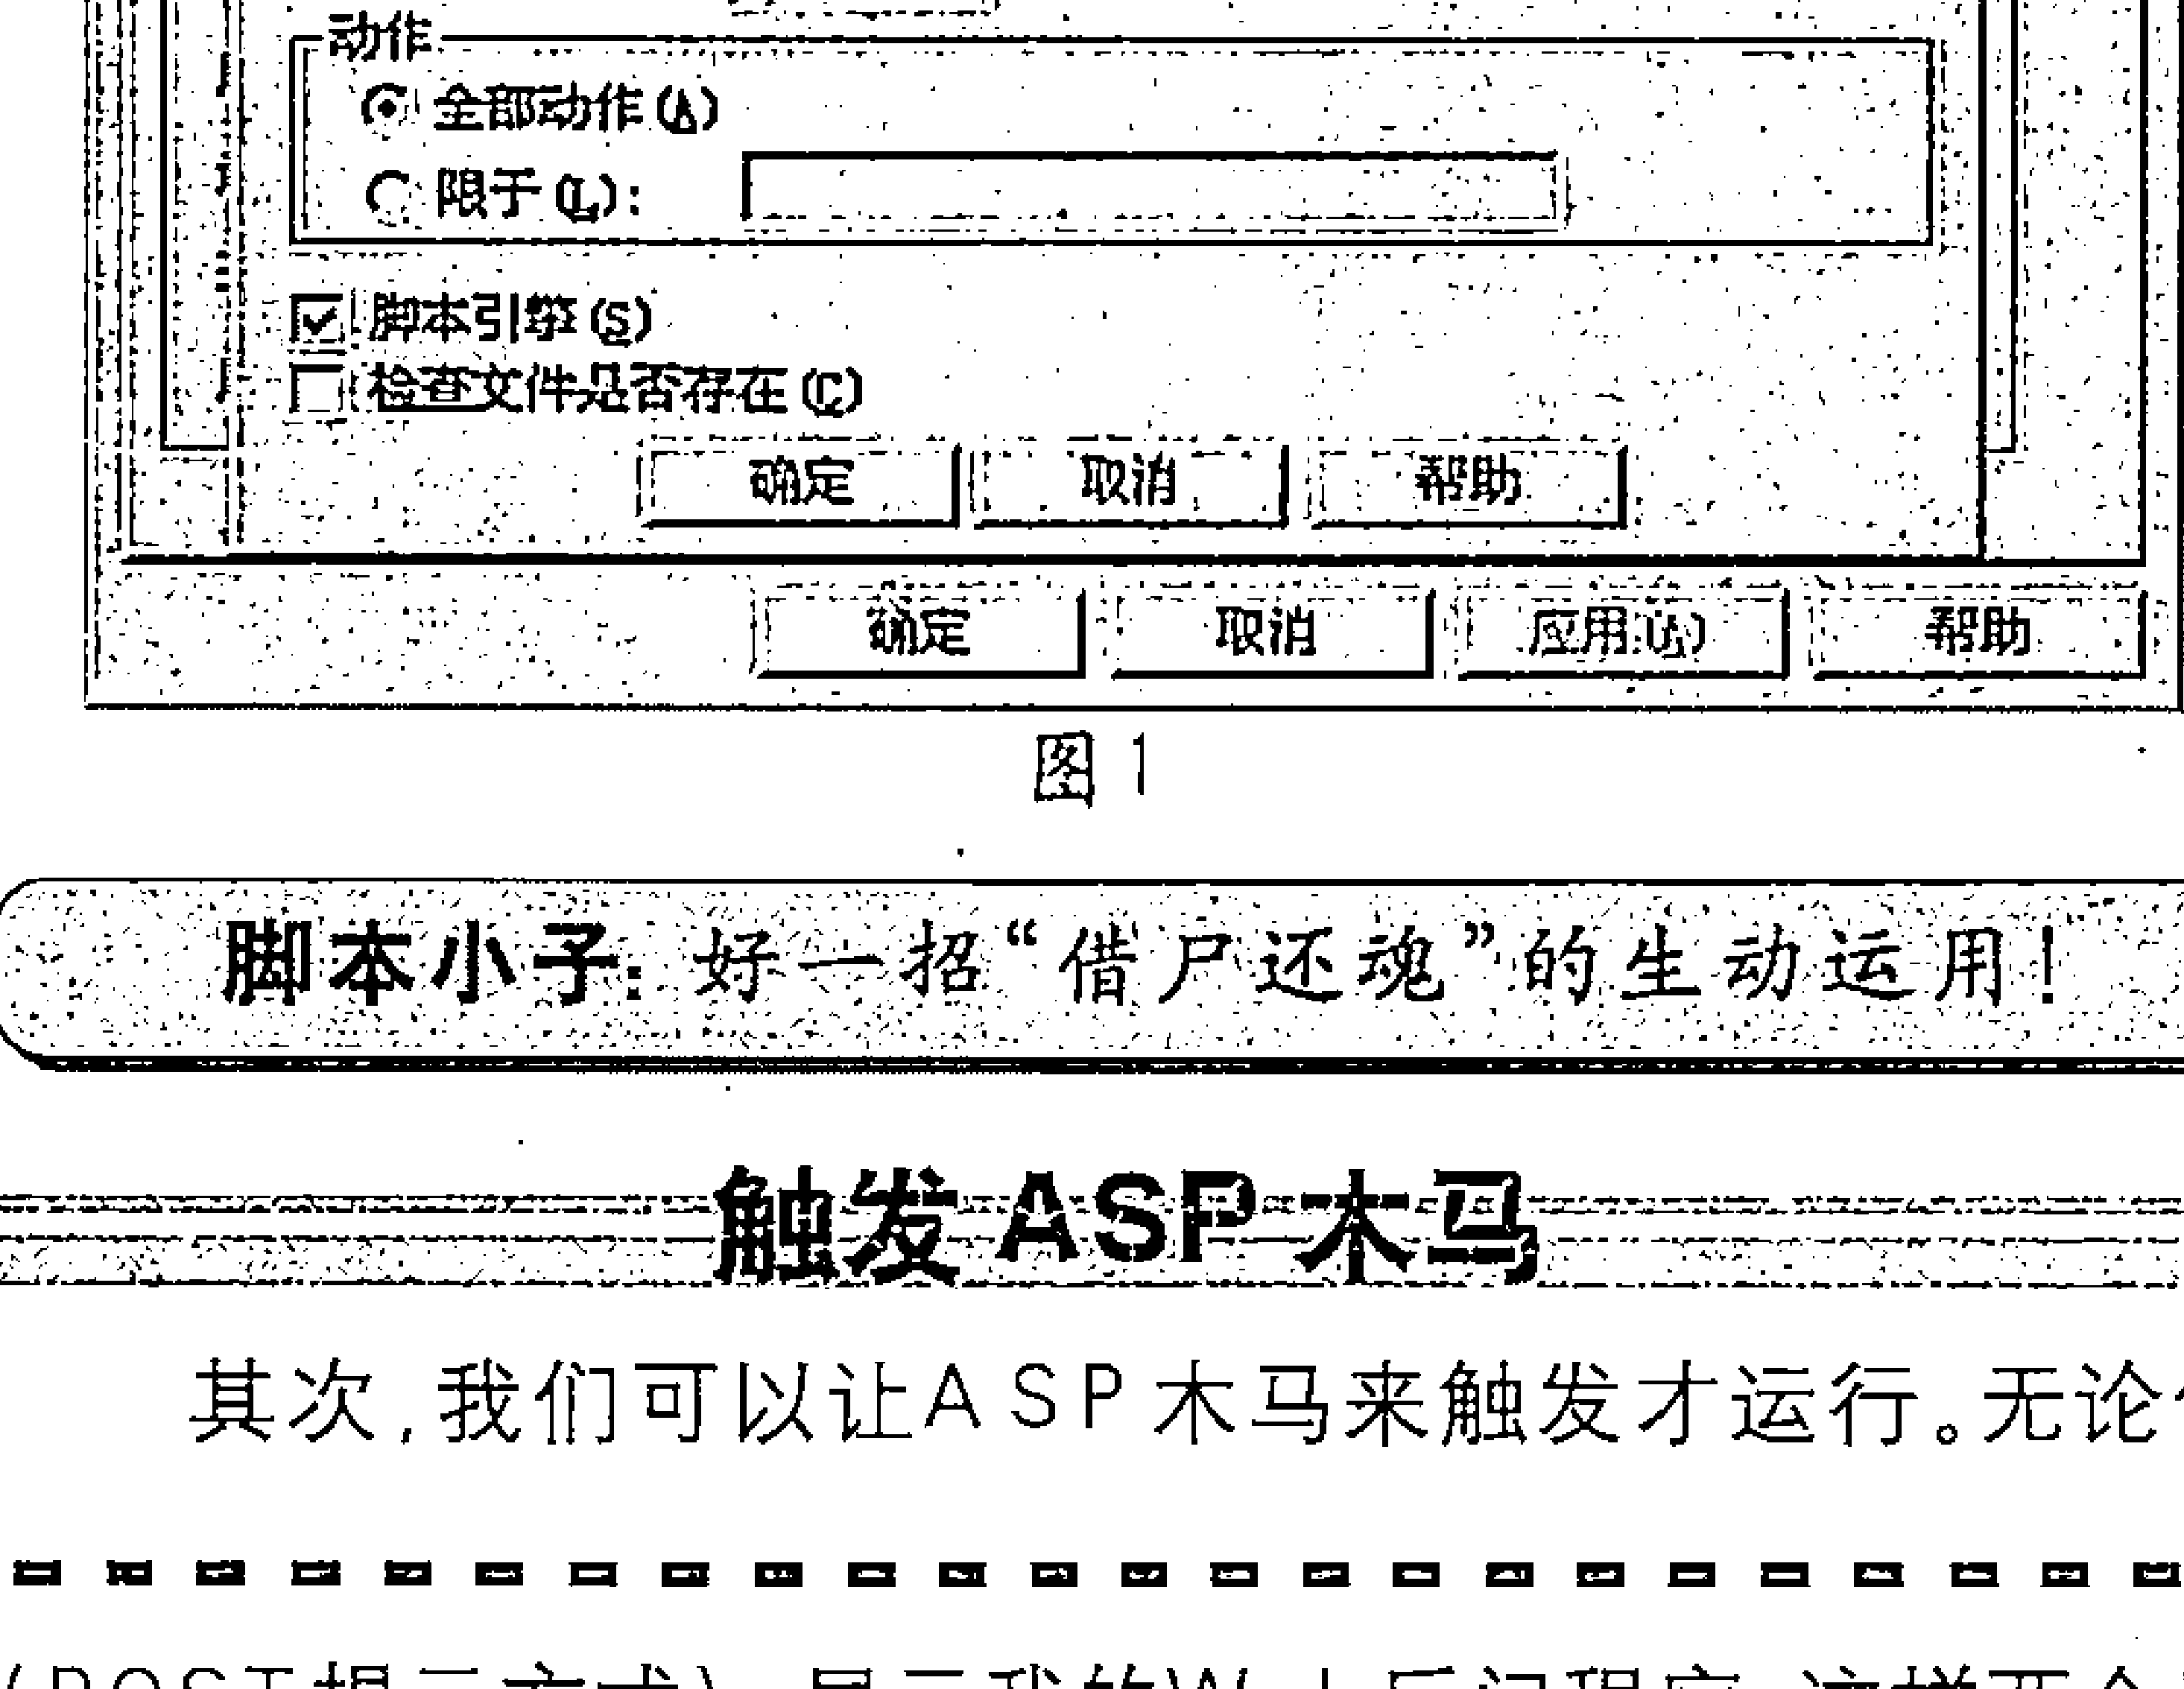 动作
全部动作(A)
限于(L):
脚本引擎(S)
检查文件是否存在(C)
确定 取消 帮助
确定 取消 应用(A) 帮助
图 1
脚本小子:好一招“借尸还魂”的生动运用!
触发 ASP 木马
其次,我们可以让ASP木马来触发才运行。无论